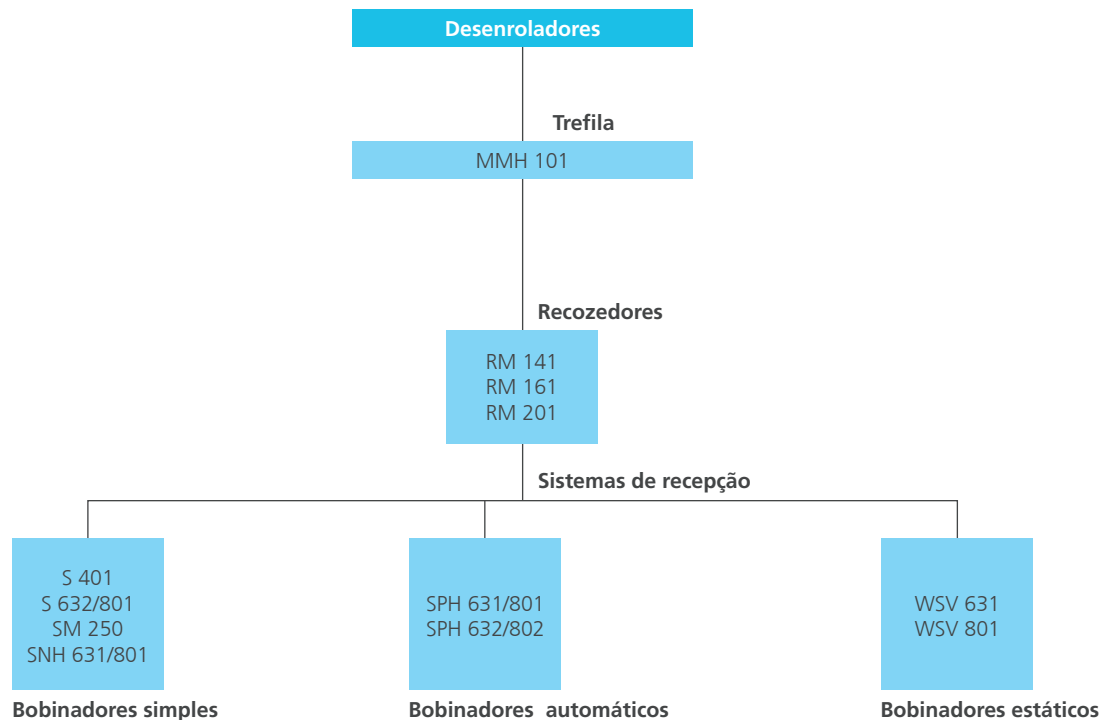 Desenroladores
Trefila
MMH 101
Recozedores
RM 141
RM 161
RM 201
Sistemas de recepção
S 401
S 632/801
SM 250
SNH 631/801
Bobinadores simples
SPH 631/801
SPH 632/802
Bobinadores automáticos
WSV 631
WSV 801
Bobinadores estáticos